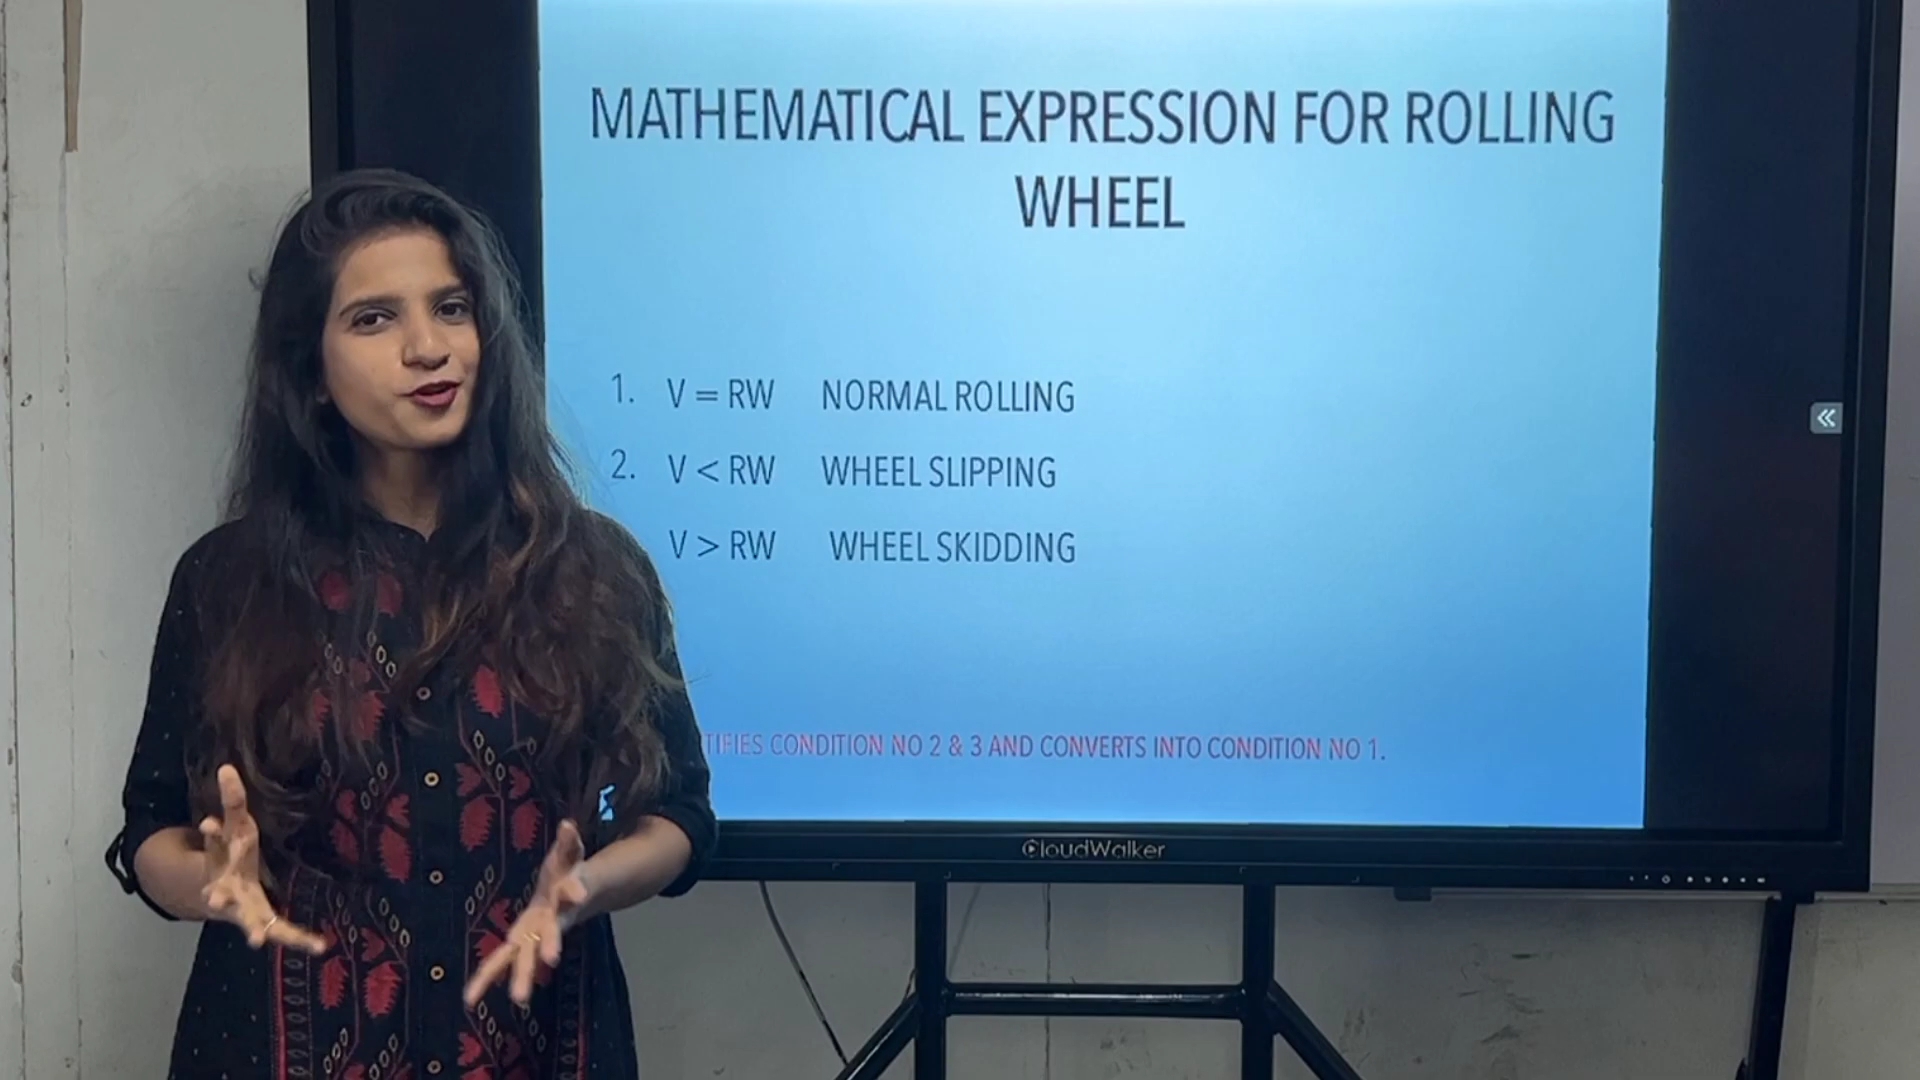 MATHEMATICAL EXPRESSION FOR ROLLING
WHEEL
1. V = RW NORMAL ROLLING
2. V < RW WHEEL SLIPPING
V > RW WHEEL SKIDDING
CONDITION NO 2 & 3 AND CONVERTS INTO CONDITION NO 1.
CloudWalker